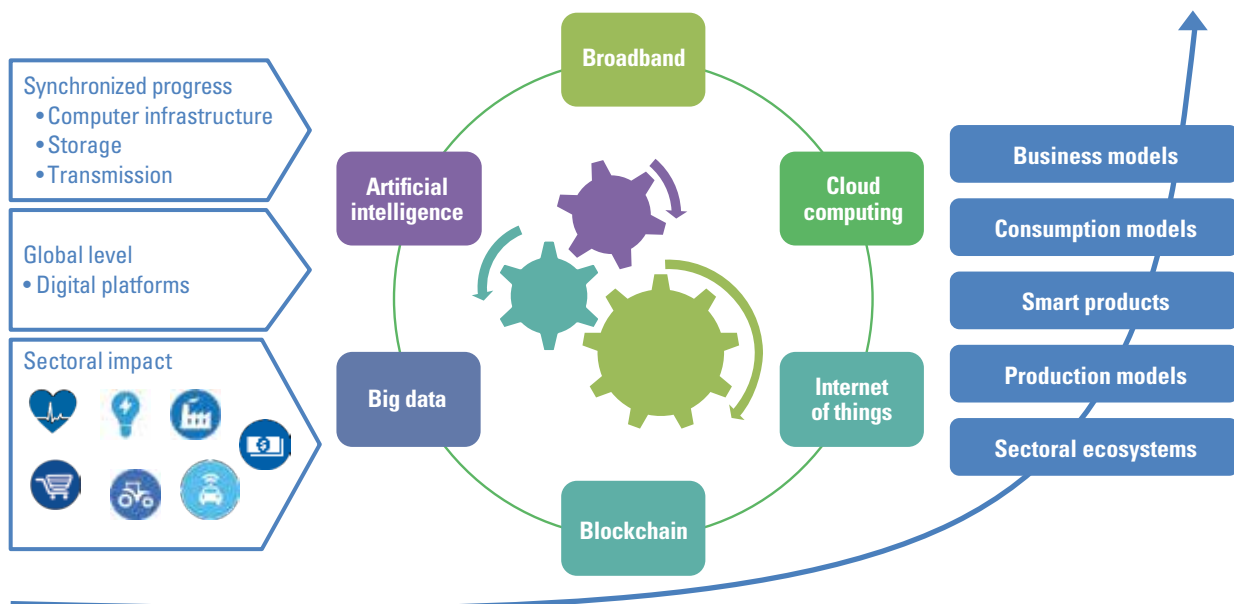 Synchronized progress
• Computer infrastructure
• Storage
• Transmission
Global level
• Digital platforms
Sectoral impact
Broadband
Artificial
intelligence
Cloud
computing
Big data
Internet
of things
Blockchain
Business models
Consumption models
Smart products
Production models
Sectoral ecosystems